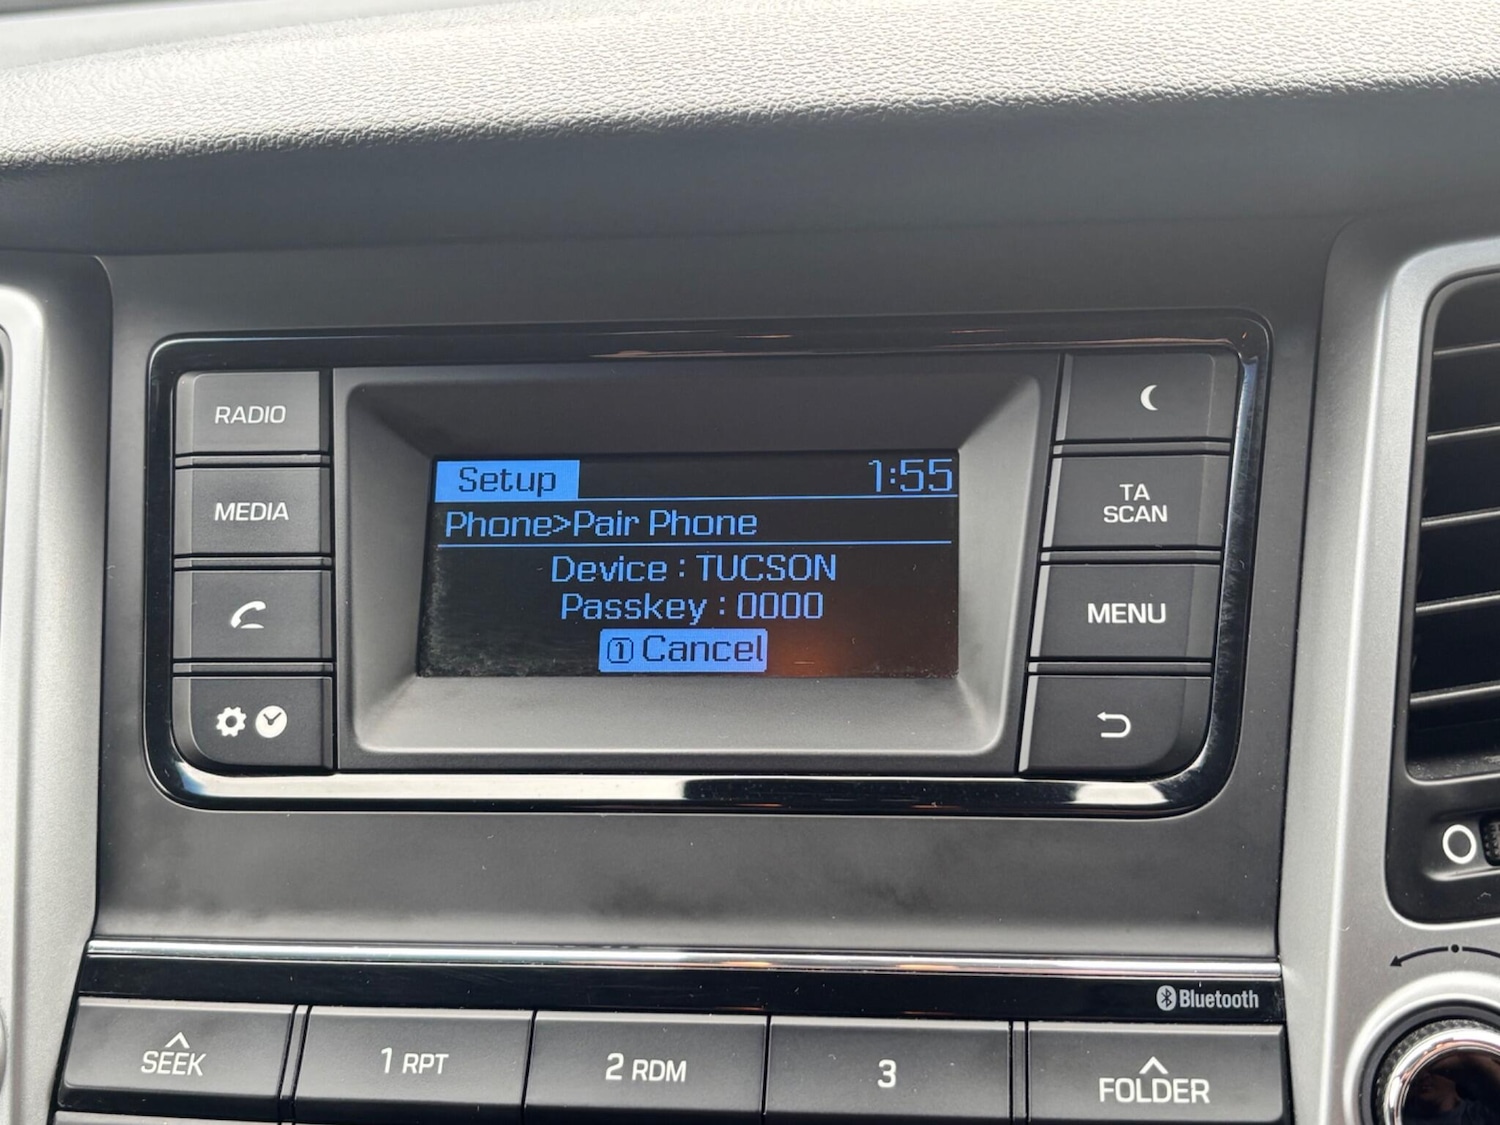 RADIO
MEDIA
Setup 1:55
Phone>Pair Phone
Device : TUCSON
Passkey : 0000
1 Cancel
TA
SCAN
MENU
Bluetooth
SEEK
1 RPT
2 RDM
3
FOLDER